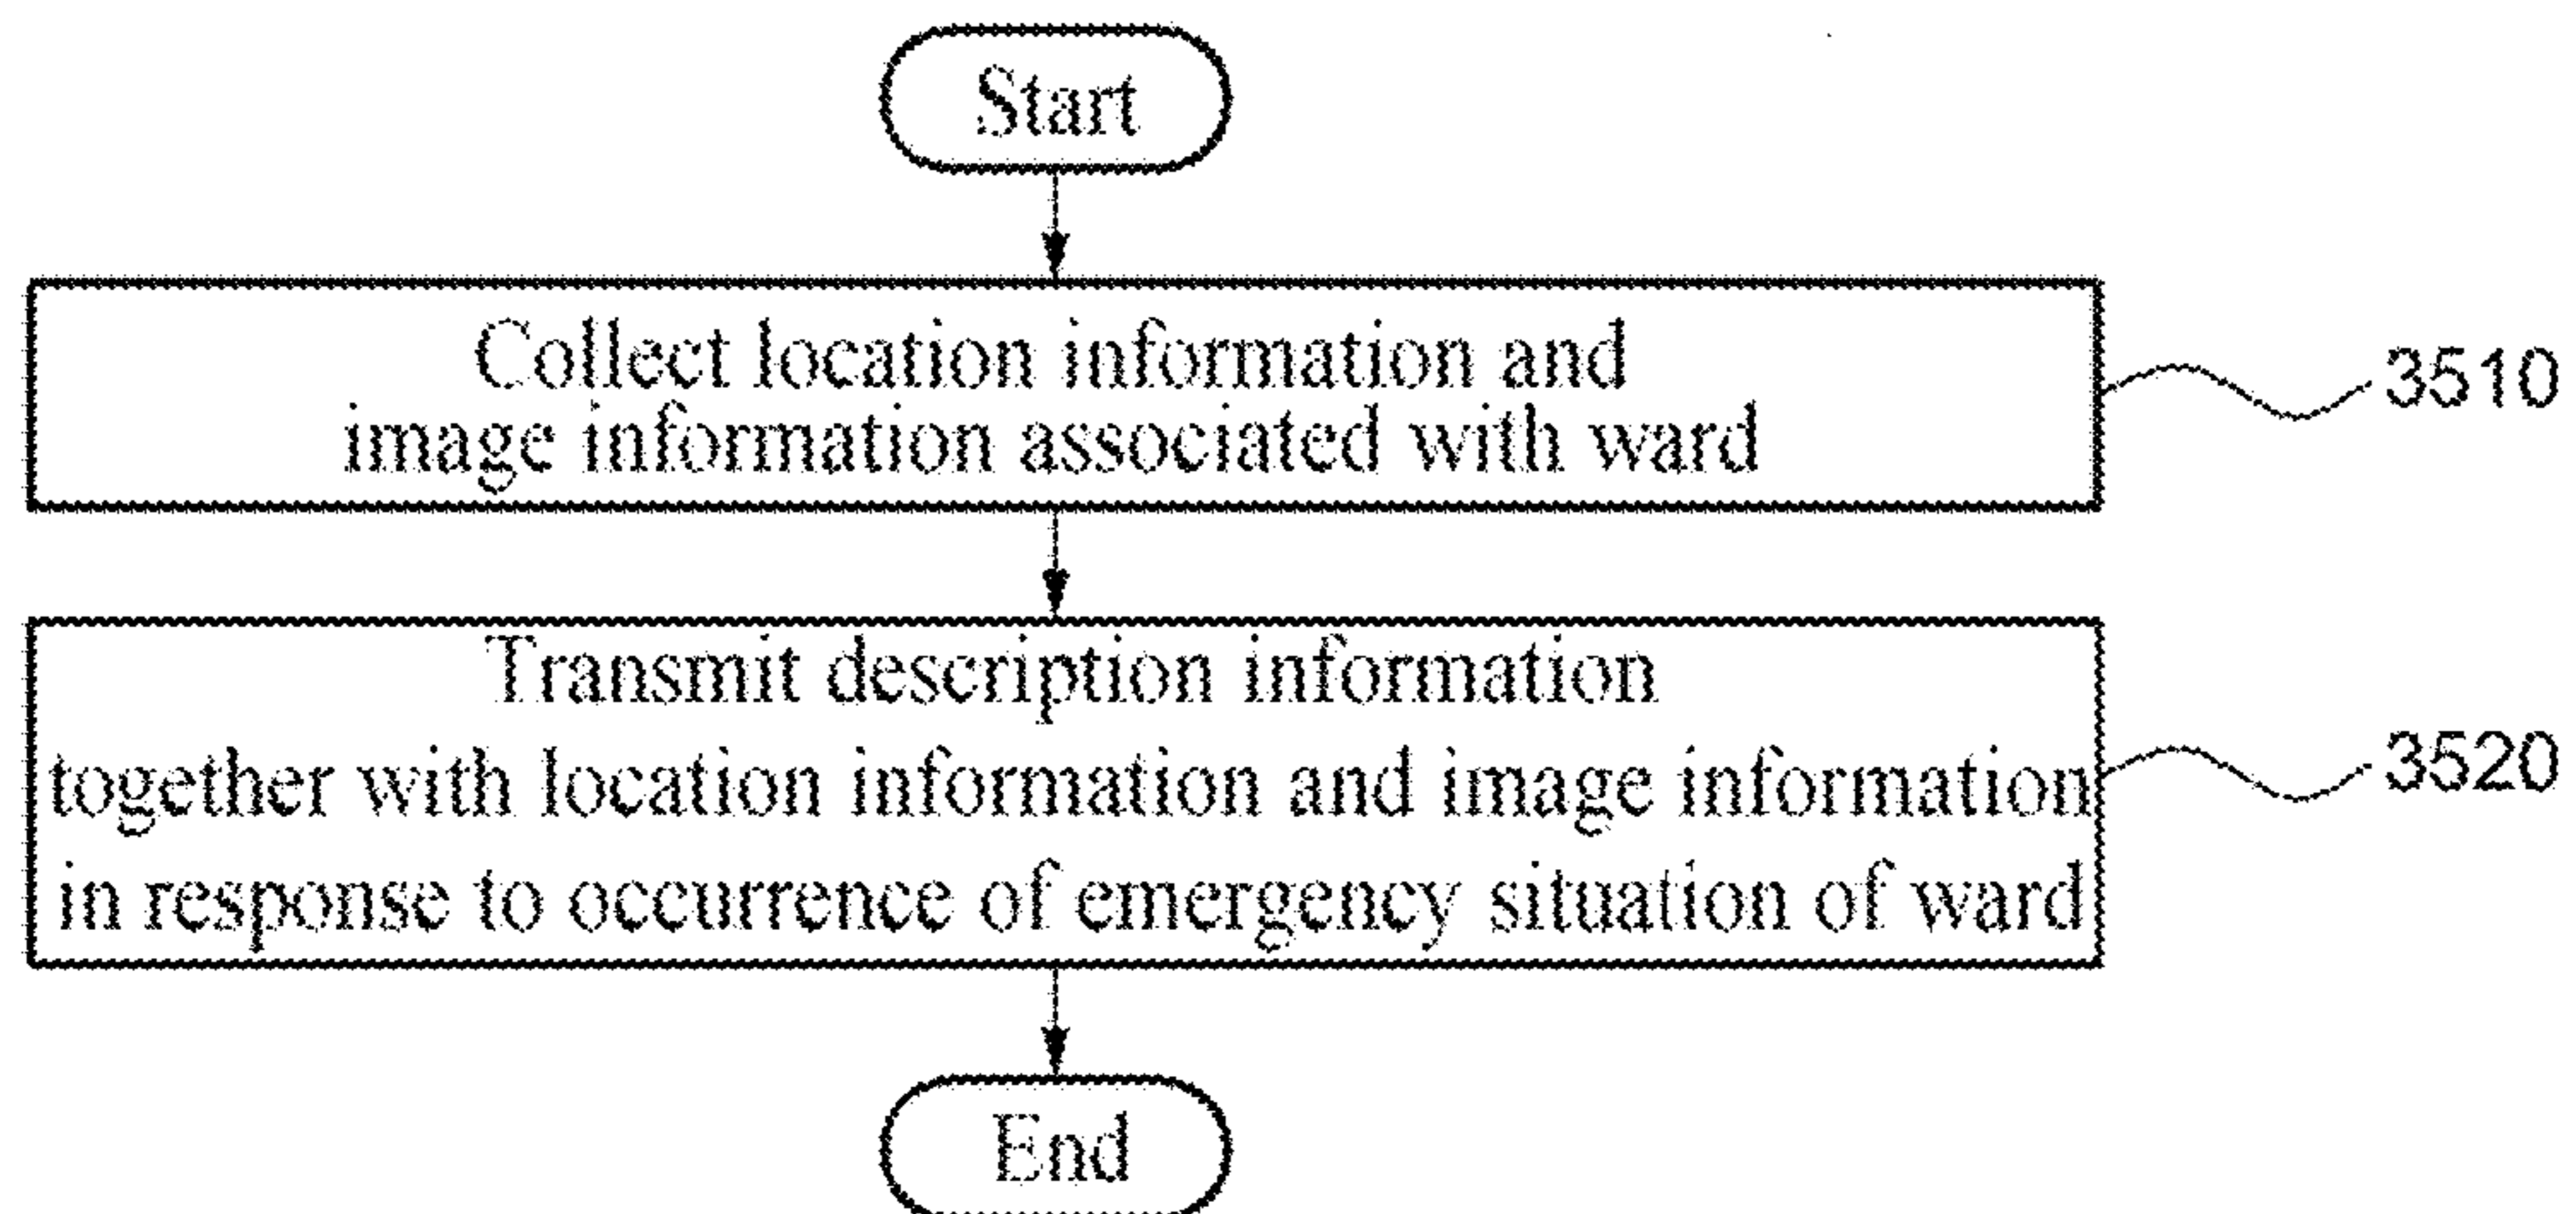 Start
Collect location information and
image information associated with ward
3510
Transmit description information
together with location information and image information
in response to occurrence of emergency situation of ward
3520
End